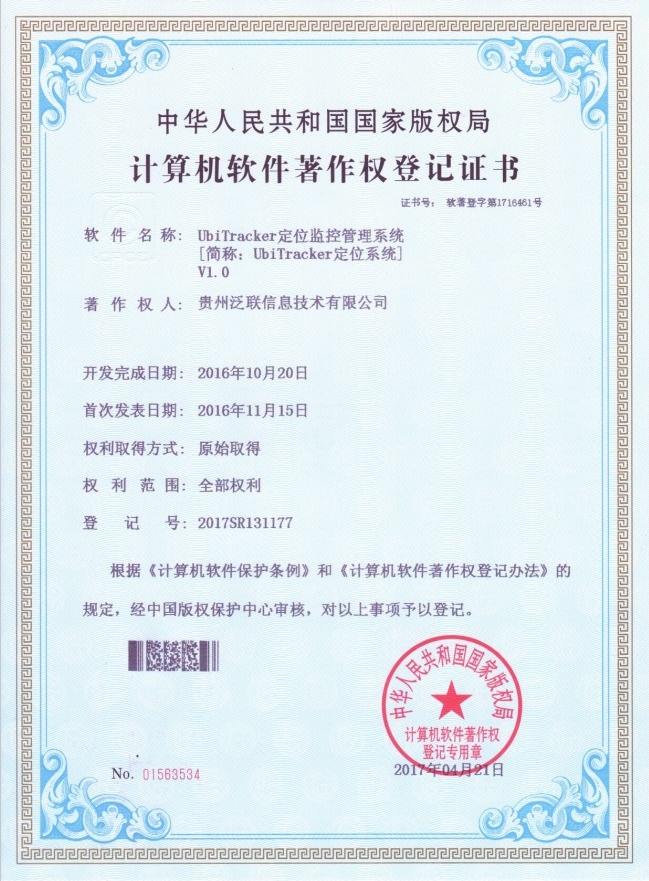 中华人民共和国国家版权局
计算机软件著作权登记证书
证书号： 软著登字第1716461号
软件名称： UbiTracker定位监控管理系统
[简称：UbiTracker定位系统]
V1.0
著作权人： 贵州泛联信息技术有限公司
开发完成日期： 2016年10月20日
首次发表日期： 2016年11月15日
权利取得方式： 原始取得
权利范围： 全部权利
登记号： 2017SR131177
根据《计算机软件保护条例》和《计算机软件著作权登记办法》的
规定，经中国版权保护中心审核，对以上事项予以登记。
中华人民共和国国家版权局
计算机软件著作权
登记专用章
No. 01563534
2017年04月21日